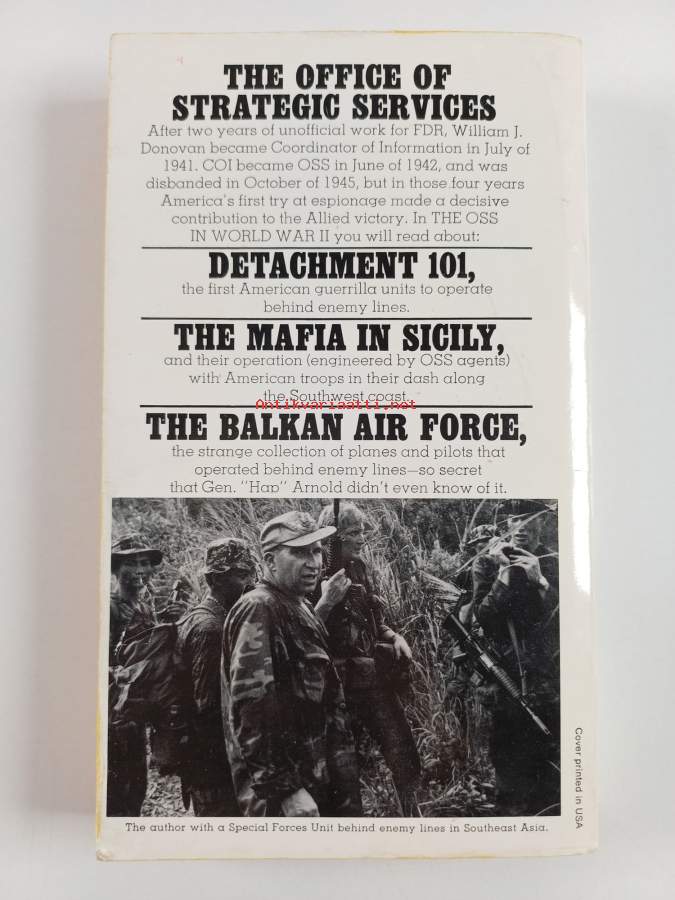 THE OFFICE OF
STRATEGIC SERVICES
After two years of unofficial work for FDR, William J.
Donovan became Coordinator of Information in July of
1941. COI became OSS in June of 1942, and was
disbanded in October of 1945, but in those four years
America's first try at espionage made a decisive
contribution to the Allied victory. In THE OSS
IN WORLD WAR II you will read about:
DETACHMENT 101,
the first American guerrilla units to operate
behind enemy lines.
THE MAFIA IN SICILY,
and their operation (engineered by OSS agents)
with American troops in their dash along
the Southwest coast.
Antikvariaatti.net
THE BALKAN AIR FORCE,
the strange collection of planes and pilots that
operated behind enemy lines—so secret
that Gen. "Hap" Arnold didn't even know of it.
The author with a Special Forces Unit behind enemy lines in Southeast Asia.
Cover printed in USA